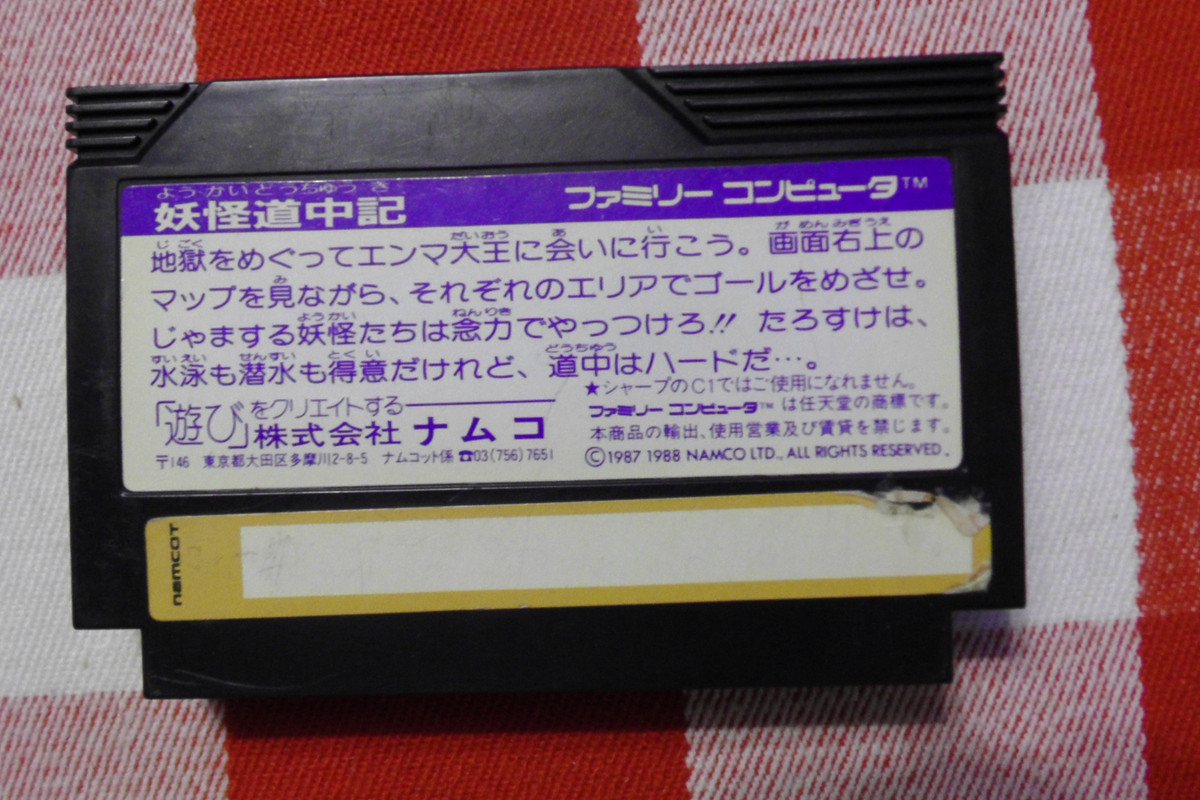 ようかいどうちゅうき
妖怪道中記 ファミリー コンピュータ™
じごく だいおう あ い がめんみぎうえ
地獄をめぐってエンマ大王に会いに行こう。画面右上の
み
マップを見ながら、それぞれのエリアでゴールをめざせ。
ようかい ねんりき
じゃまする妖怪たちは念力でやっつけろ!! たろすけは、
すいえい せんすい とくい どうちゅう
水泳も潜水も得意だけれど、道中はハードだ…。
★シャープのC1ではご使用になれません。
「遊び」をクリエイトする
株式会社 ナムコ
ファミリー コンピュータ™ は任天堂の商標です。
本商品の輸出、使用営業及び賃貸を禁じます。
〒146 東京都大田区多摩川2-8-5 ナムコット係 ☎03(756)7651
©1987 1988 NAMCO LTD., ALL RIGHTS RESERVED.
namcot